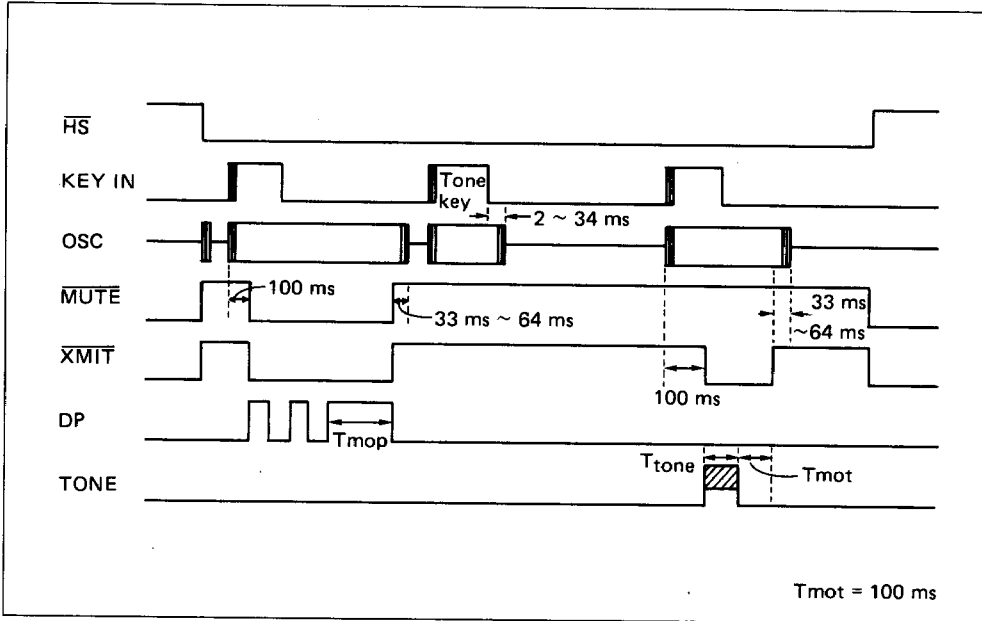 HS
KEY IN
Tone
key
2 ~ 34 ms
OSC
MUTE
100 ms
33 ms ~ 64 ms
33 ms
~64 ms
XMIT
100 ms
DP
Tmop
Ttone
Tmot
TONE
Tmot = 100 ms